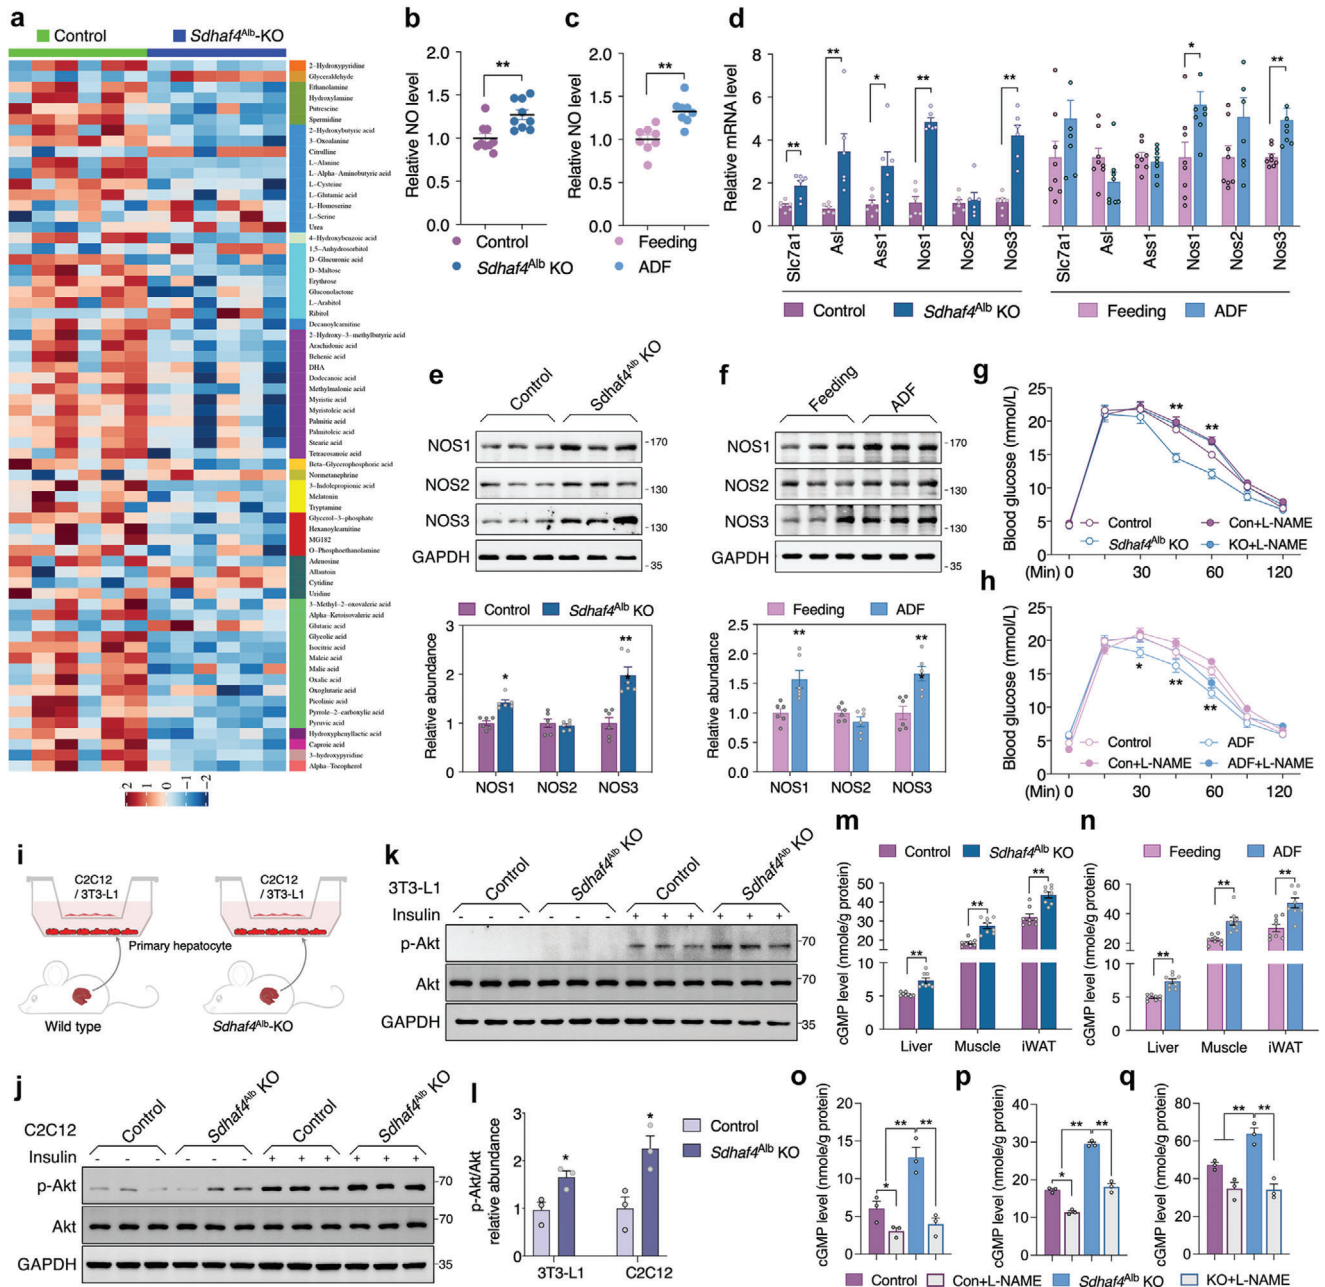 a
Control
Sdhaf4Alb-KO
2-Hydroxypyridine
Glyceraldehyde
Ethanolamine
Hydroxylamine
Putrescine
Spermidine
2-Hydroxybutyric acid
3-Oxoalanine
Citrulline
L-Alanine
L-Alpha-Aminobutyric acid
L-Cysteine
L-Glutamic acid
L-Homoserine
L-Serine
Urea
4-Hydroxybenzoic acid
1,5-Anhydrosorbitol
D-Glucuronic acid
D-Maltose
Erythrose
Gluconolactone
L-Arabitol
Ribitol
Decanoylcarnitine
2-Hydroxy-3-methylbutyric acid
Arachidonic acid
Behenic acid
DHA
Dodecanoic acid
Methylmalonic acid
Myristic acid
Myristoleic acid
Palmitic acid
Palmitoleic acid
Stearic acid
Tetracosanoic acid
Beta-Glycerophosphoric acid
Normetanephrine
3-Indolepropionic acid
Melatonin
Tryptamine
Glycerol-3-phosphate
Hexanoylcarnitine
MG182
O-Phosphoethanolamine
Adenosine
Allantoin
Cytidine
Uridine
3-Methyl-2-oxovaleric acid
Alpha-Ketoisovaleric acid
Glutaric acid
Glycolic acid
Isocitric acid
Maleic acid
Malic acid
Oxalic acid
Oxoglutaric acid
Picolinic acid
Pyrrole-2-carboxylic acid
Pyruvic acid
Hydroxyphenyllactic acid
Caproic acid
3-hydroxypyridine
Alpha-Tocopherol
2 1 0 -1 -2
b
Relative NO level
2.0
1.5
1.0
0.5
0.0
**
Control
Sdhaf4Alb KO
c
Relative NO level
2.0
1.5
1.0
0.5
0.0
**
Feeding
ADF
d
Relative mRNA level
8
6
4
2
0
** ** * ** **
Slc7a1 Asl Ass1 Nos1 Nos2 Nos3
Control Sdhaf4Alb KO
* **
Slc7a1 Asl Ass1 Nos1 Nos2 Nos3
Feeding ADF
e
Control Sdhaf4Alb KO
NOS1 -170
NOS2 -130
NOS3 -130
GAPDH -35
Control Sdhaf4Alb KO
Relative abundance
3
2
1
0
* **
NOS1 NOS2 NOS3
f
Feeding ADF
NOS1 -170
NOS2 -130
NOS3 -130
GAPDH -35
Feeding ADF
Relative abundance
2.5
2.0
1.5
1.0
0.5
0.0
** **
NOS1 NOS2 NOS3
g
Blood glucose (mmol/L)
25
20
15
10
5
0
** **
Control Con+L-NAME
Sdhaf4Alb KO KO+L-NAME
(Min) 0 30 60 120
h
Blood glucose (mmol/L)
25
20
15
10
5
0
* ** **
Control ADF
Con+L-NAME ADF+L-NAME
(Min) 0 30 60 120
i
C2C12 / 3T3-L1
C2C12 / 3T3-L1
Primary hepatocyte
Wild type
Sdhaf4Alb-KO
j
Control Sdhaf4Alb KO Control Sdhaf4Alb KO
C2C12
Insulin - - - - - - + + + + + +
p-Akt -70
Akt -70
GAPDH -35
k
Control Sdhaf4Alb KO Control Sdhaf4Alb KO
3T3-L1
Insulin - - - - - - + + + + + +
p-Akt -70
Akt -70
GAPDH -35
l
p-Akt/Akt
relative abundance
3
2
1
0
* *
3T3-L1 C2C12
Control
Sdhaf4Alb KO
m
Control Sdhaf4Alb KO
cGMP level (nmole/g protein)
50
40
30
20
10
10
5
0
** ** **
Liver Muscle iWAT
n
Feeding ADF
cGMP level (nmole/g protein)
60
40
20
10
5
0
** ** **
Liver Muscle iWAT
o
cGMP level (nmole/g protein)
20
15
10
5
0
* ** **
p
cGMP level (nmole/g protein)
40
30
20
10
0
* ** **
q
cGMP level (nmole/g protein)
80
60
40
20
0
** **
Control Con+L-NAME Sdhaf4Alb KO KO+L-NAME